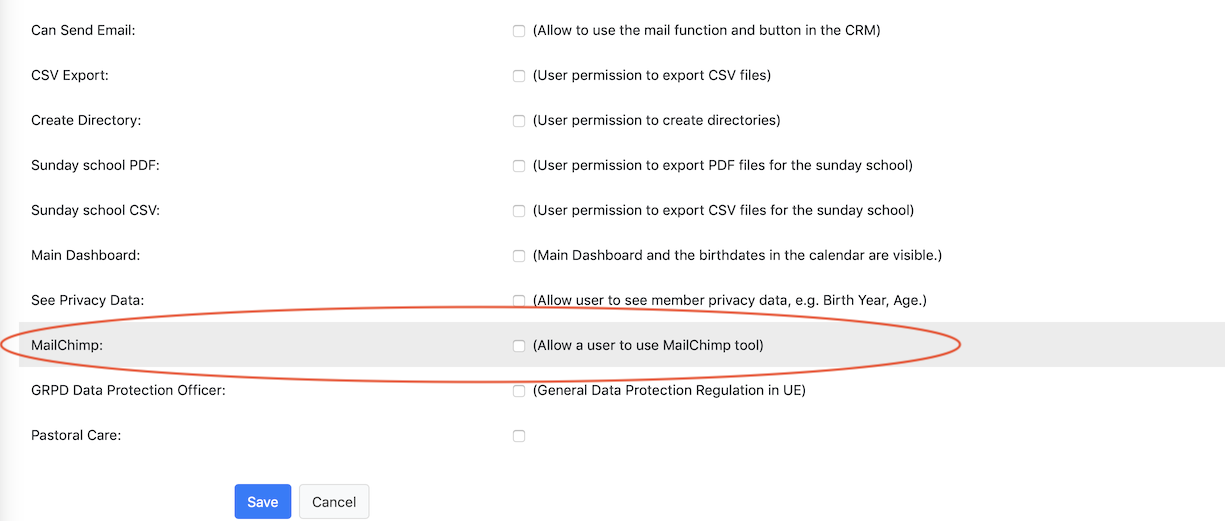 Can Send Email: (Allow to use the mail function and button in the CRM)
CSV Export: (User permission to export CSV files)
Create Directory: (User permission to create directories)
Sunday school PDF: (User permission to export PDF files for the sunday school)
Sunday school CSV: (User permission to export CSV files for the sunday school)
Main Dashboard: (Main Dashboard and the birthdates in the calendar are visible.)
See Privacy Data: (Allow user to see member privacy data, e.g. Birth Year, Age.)
MailChimp: (Allow a user to use MailChimp tool)
GRPD Data Protection Officer: (General Data Protection Regulation in UE)
Pastoral Care:
Save Cancel